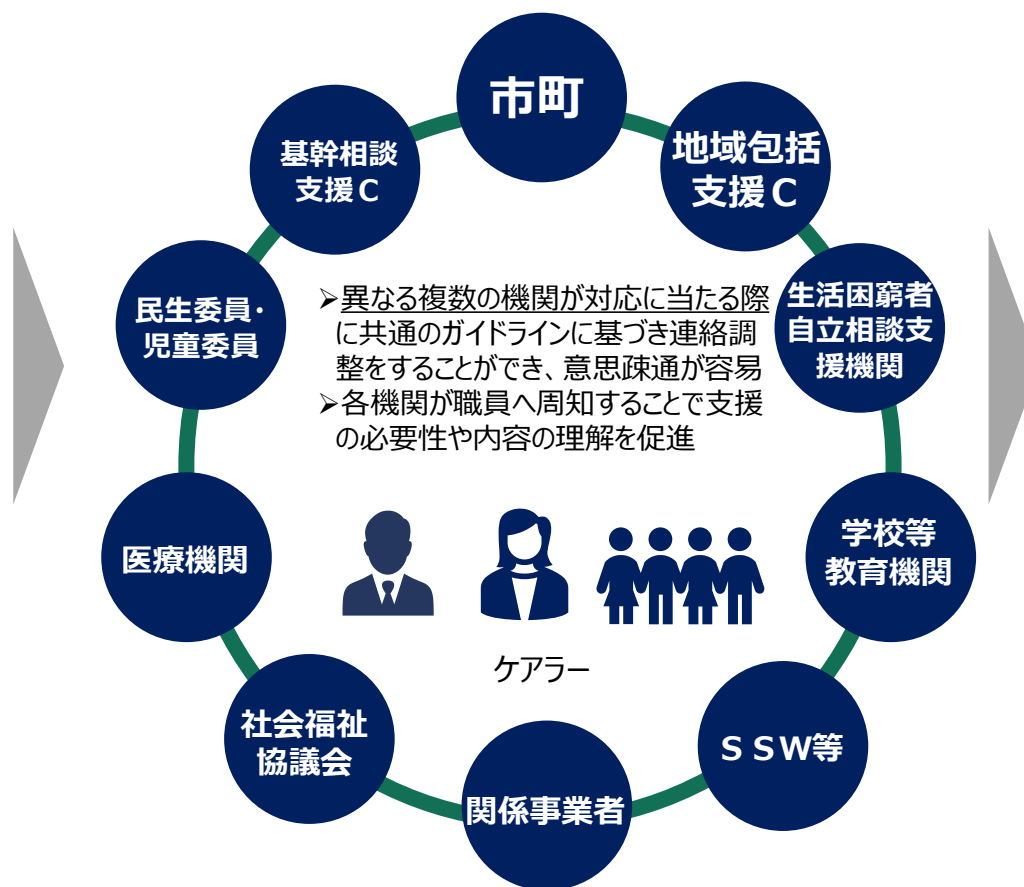 市町
基幹相談
支援C
地域包括
支援C
民生委員・
児童委員
➢異なる複数の機関が対応に当たる際
に共通のガイドラインに基づき連絡調
整をすることができ、意思疎通が容易
➢各機関が職員へ周知することで支援
の必要性や内容の理解を促進
生活困窮者
自立相談支
援機関
医療機関
学校等
教育機関
ケアラー
社会福祉
協議会
ＳＳＷ等
関係事業者